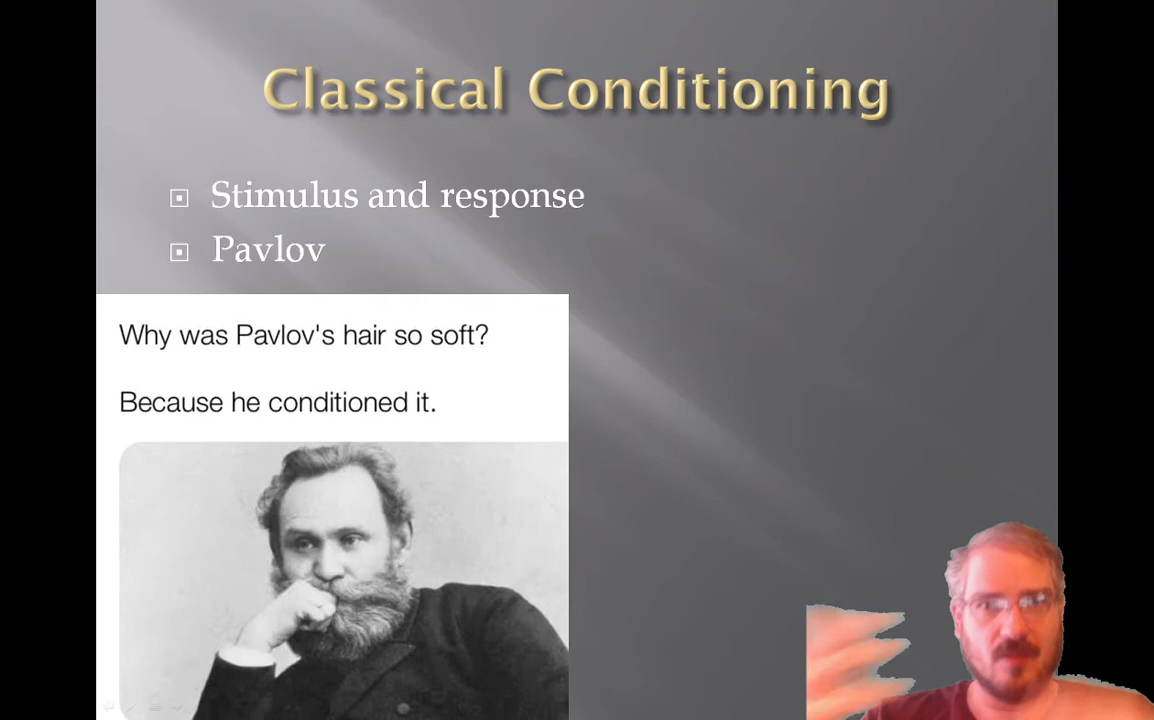 Classical Conditioning
Stimulus and response
Pavlov
Why was Pavlov's hair so soft?
Because he conditioned it.